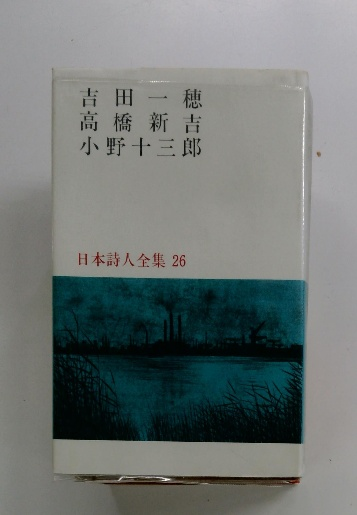 吉田一穂
高橋新吉
小野十三郎
日本詩人全集 26